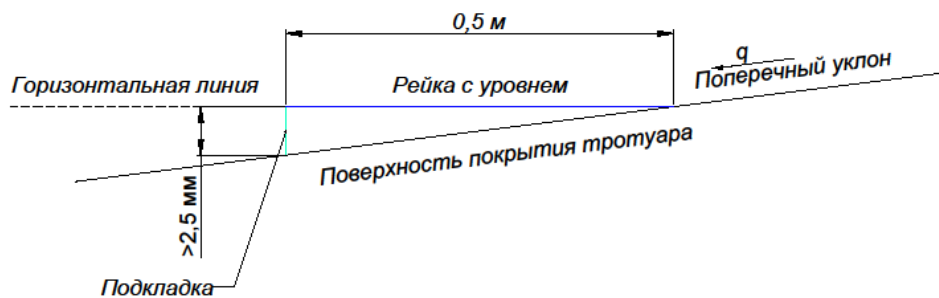 0,5 м
q
Горизонтальная линия
Рейка с уровнем
Поперечный уклон
Поверхность покрытия тротуара
>2,5 мм
Подкладка